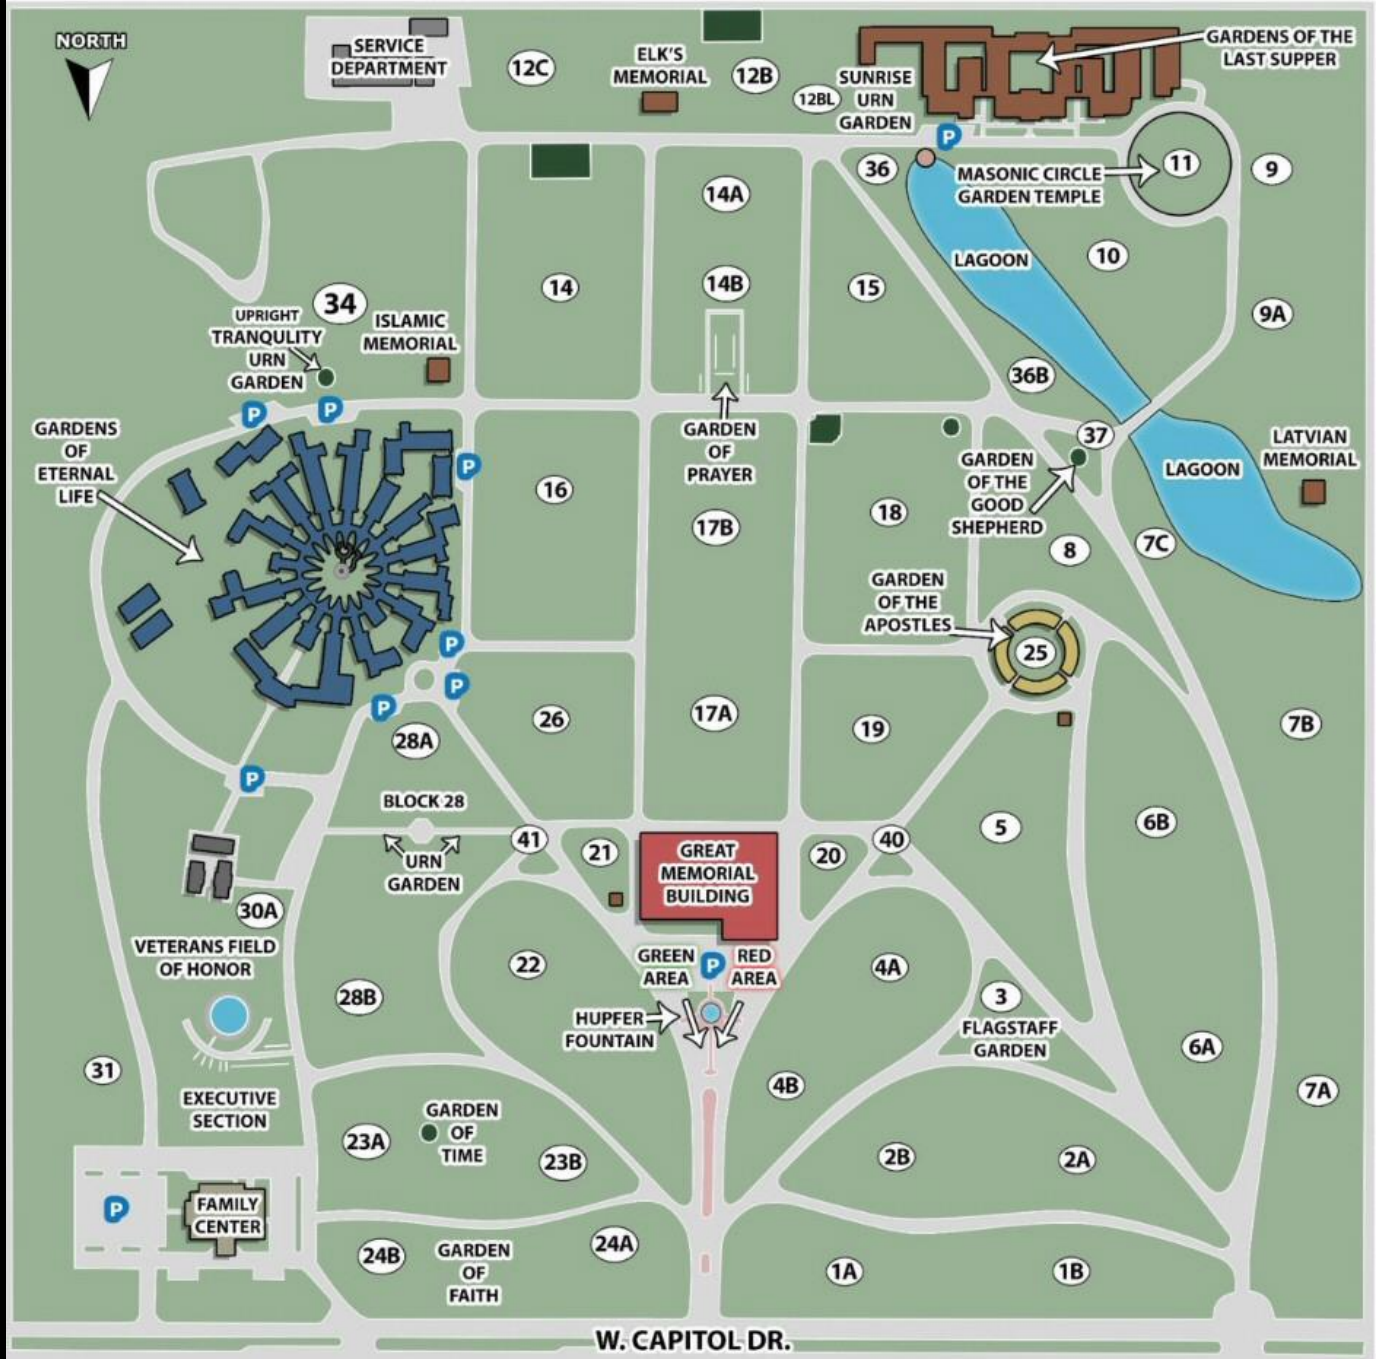 NORTH
SERVICE
DEPARTMENT
12C
ELK'S
MEMORIAL
12B
12BL
SUNRISE
URN
GARDEN
GARDENS OF THE
LAST SUPPER
P
36
MASONIC CIRCLE
GARDEN TEMPLE
11
9
14A
LAGOON
10
14
14B
15
9A
34
UPRIGHT
TRANQULITY
URN
GARDEN
ISLAMIC
MEMORIAL
36B
P
P
GARDENS
OF
ETERNAL
LIFE
GARDEN
OF
PRAYER
37
LAGOON
LATVIAN
MEMORIAL
P
16
GARDEN
OF THE
GOOD
SHEPHERD
17B
18
8
7C
GARDEN
OF THE
APOSTLES
25
P
P
P
28A
26
17A
19
7B
P
BLOCK 28
URN
GARDEN
41
21
GREAT
MEMORIAL
BUILDING
20
40
5
6B
30A
VETERANS FIELD
OF HONOR
22
GREEN
AREA
P
RED
AREA
4A
28B
HUPFER
FOUNTAIN
3
FLAGSTAFF
GARDEN
6A
31
EXECUTIVE
SECTION
4B
7A
23A
GARDEN
OF
TIME
23B
2B
2A
P
FAMILY
CENTER
24B
GARDEN
OF
FAITH
24A
1A
1B
W. CAPITOL DR.